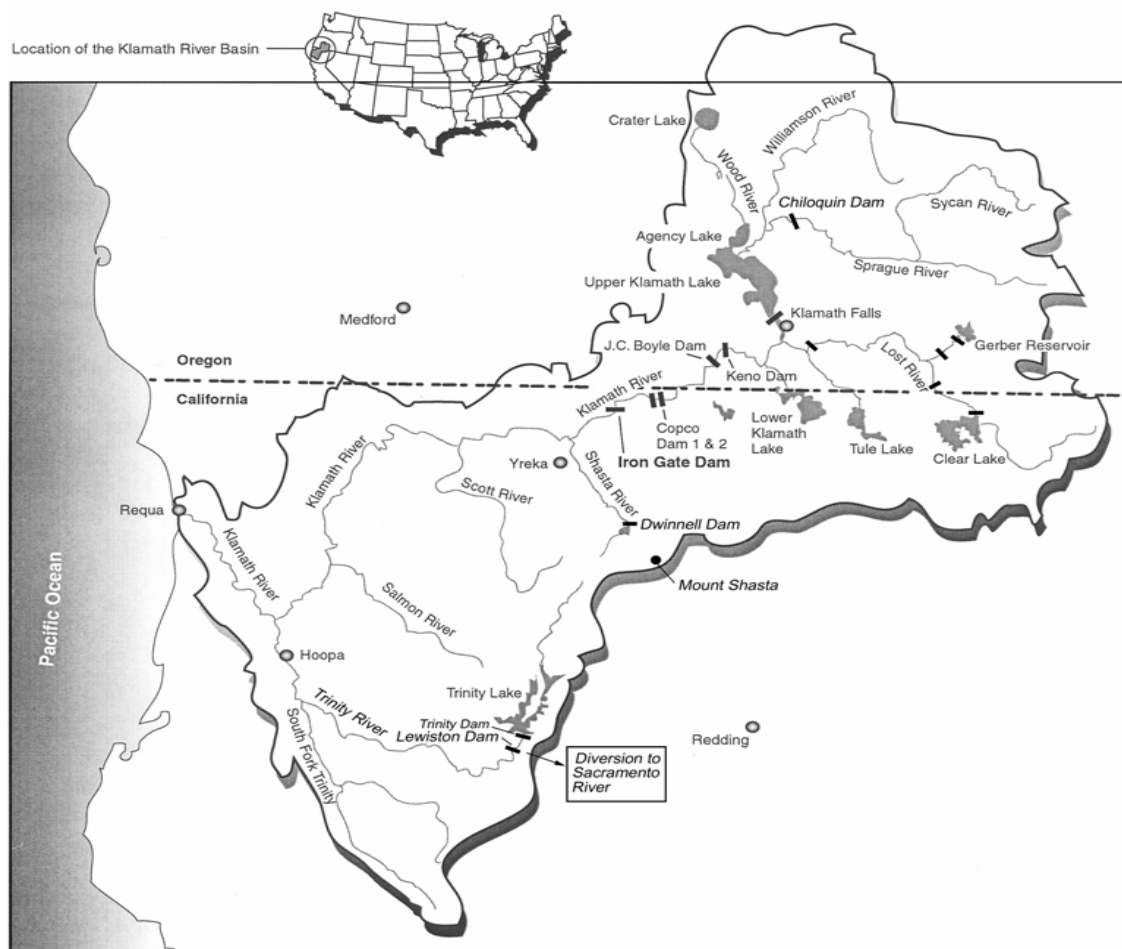 Location of the Klamath River Basin
Crater Lake
Williamson River
Wood River
Chiloquin Dam
Sycan River
Agency Lake
Sprague River
Upper Klamath Lake
Medford
Klamath Falls
J.C. Boyle Dam
Lost River
Gerber Reservoir
Oregon
California
Keno Dam
Klamath River
Copco
Dam 1 & 2
Lower
Klamath
Lake
Tule Lake
Clear Lake
Iron Gate Dam
Yreka
Klamath River
Scott River
Shasta River
Requa
Dwinnell Dam
Klamath River
Mount Shasta
Salmon River
Pacific Ocean
Hoopa
Trinity Lake
Trinity River
Trinity Dam
Lewiston Dam
South Fork Trinity
Redding
Diversion to
Sacramento
River